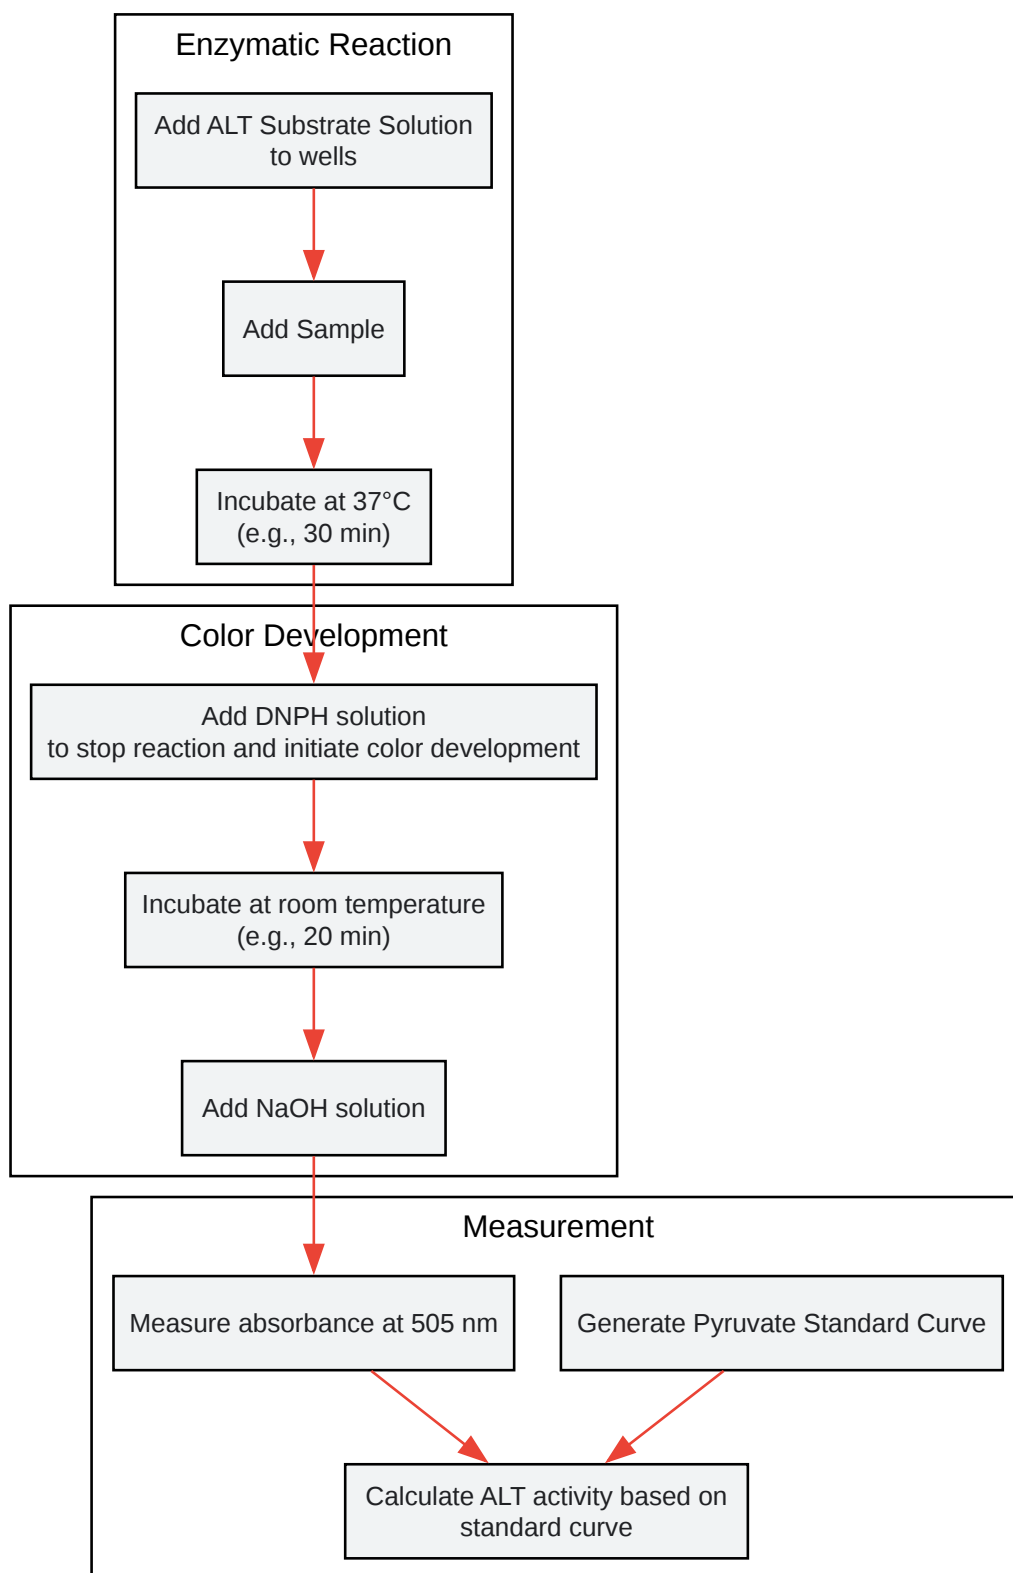 Enzymatic Reaction
Add ALT Substrate Solution
to wells
Add Sample
Incubate at 37°C
(e.g., 30 min)
Color Development
Add DNPH solution
to stop reaction and initiate color development
Incubate at room temperature
(e.g., 20 min)
Add NaOH solution
Measurement
Measure absorbance at 505 nm
Generate Pyruvate Standard Curve
Calculate ALT activity based on
standard curve